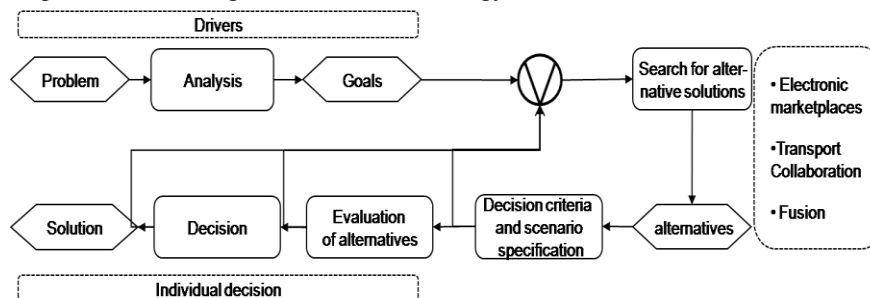 Drivers
Problem
Analysis
Goals
V
Search for alter-
native solutions
• Electronic
marketplaces
•Transport
Collaboration
• Fusion
Solution
Decision
Evaluation
of alternatives
Decision criteria
and scenario
specification
alternatives
Individual decision